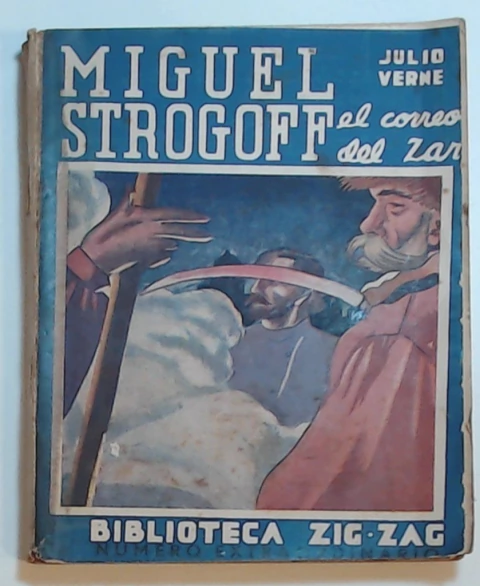 MIGUEL
STROGOFF
JULIO
VERNE
el correo
del Zar
BIBLIOTECA ZIG-ZAG
NUMERO EXTRAORDINARIO